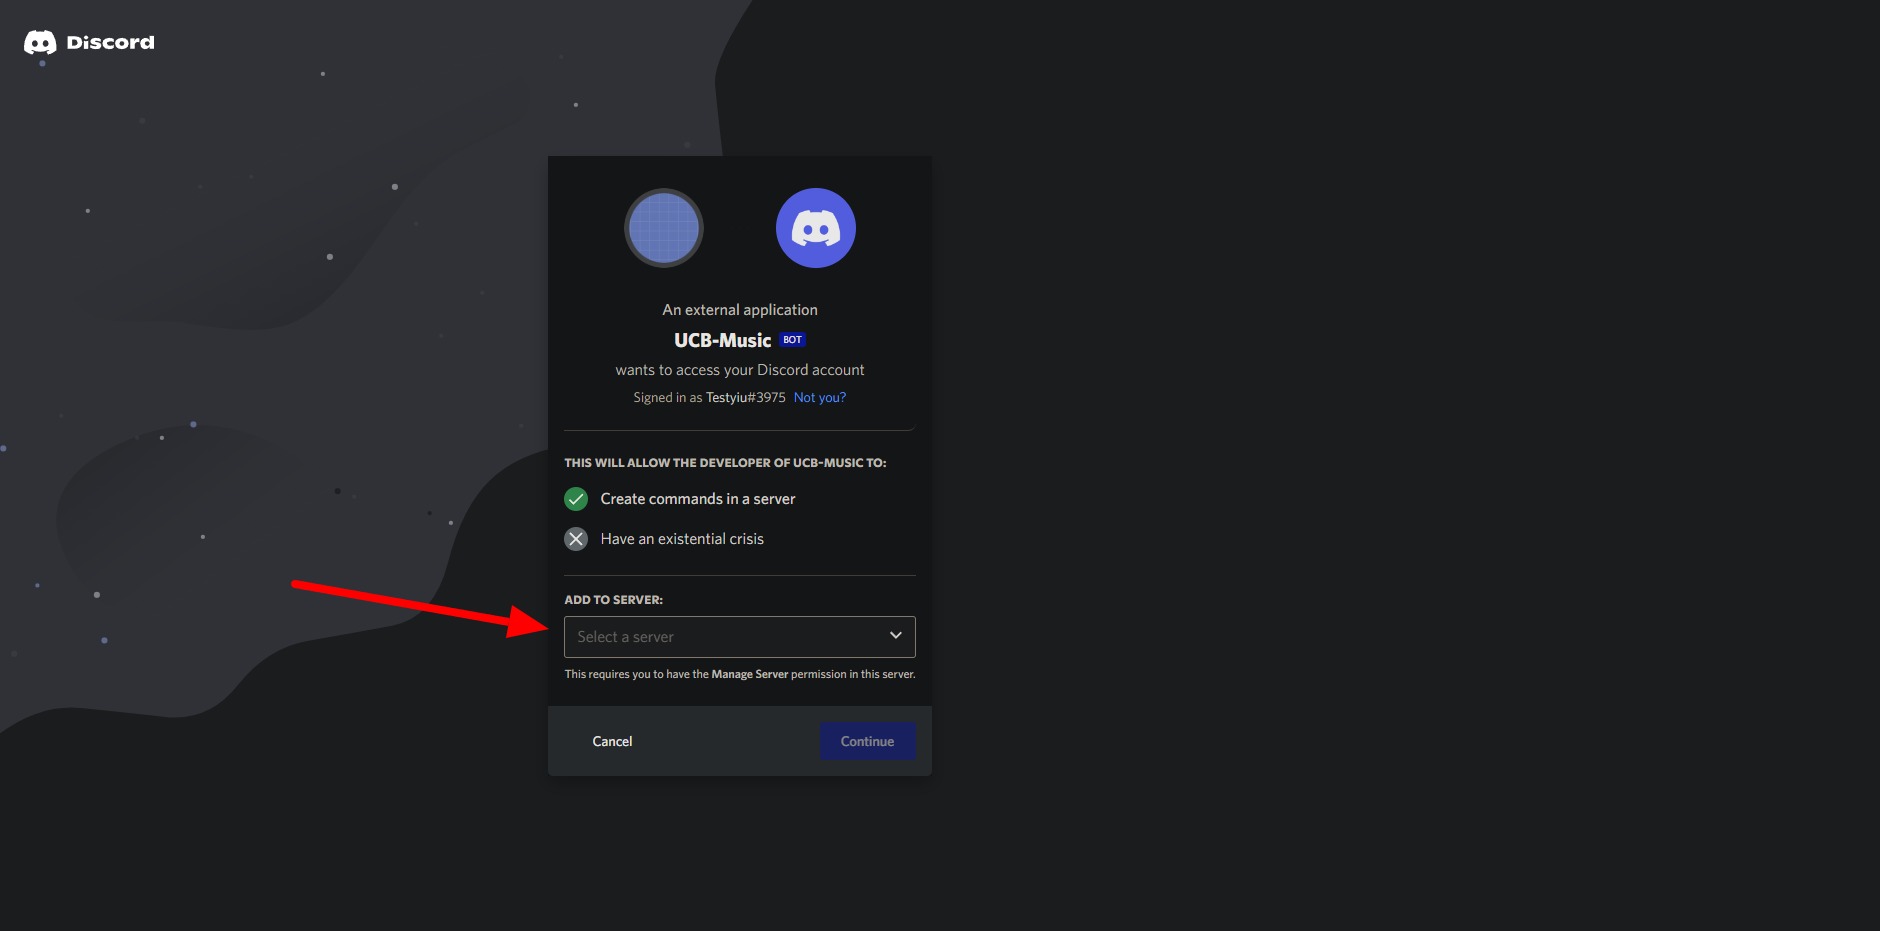 Discord
An external application
UCB-Music BOT
wants to access your Discord account
Signed in as Testyiu#3975 Not you?
THIS WILL ALLOW THE DEVELOPER OF UCB-MUSIC TO:
Create commands in a server
Have an existential crisis
ADD TO SERVER:
Select a server
This requires you to have the Manage Server permission in this server.
Cancel
Continue